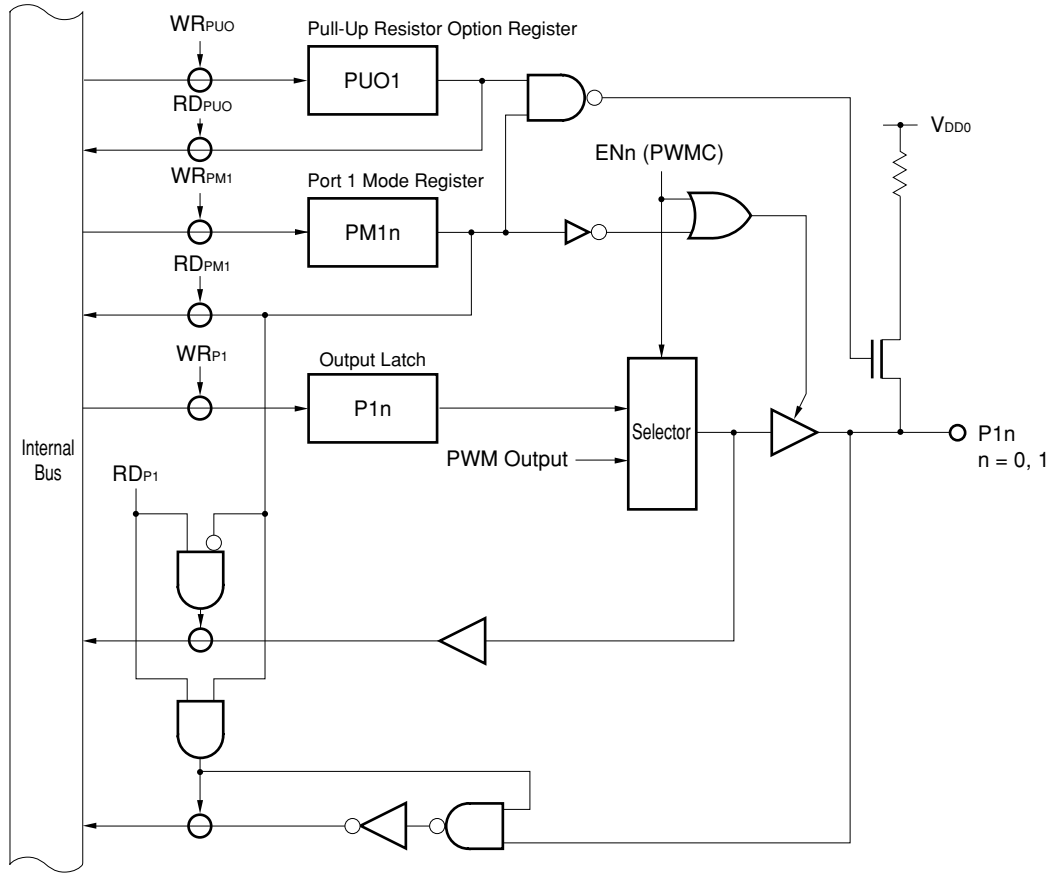 WRPUO
Pull-Up Resistor Option Register
PUO1
RDPUO
VDD0
ENn (PWMC)
WRPM1
Port 1 Mode Register
PM1n
RDPM1
WRP1
Output Latch
P1n
Selector
P1n
n = 0, 1
Internal
Bus
PWM Output
RDP1